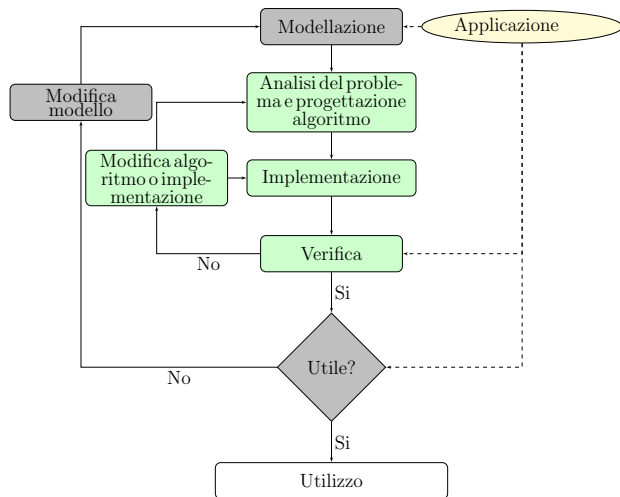 Modellazione
Applicazione
Analisi del proble-
ma e progettazione
algoritmo
Modifica
modello
Modifica algo-
ritmo o imple-
mentazione
Implementazione
Verifica
No
Si
Utile?
No
Si
Utilizzo